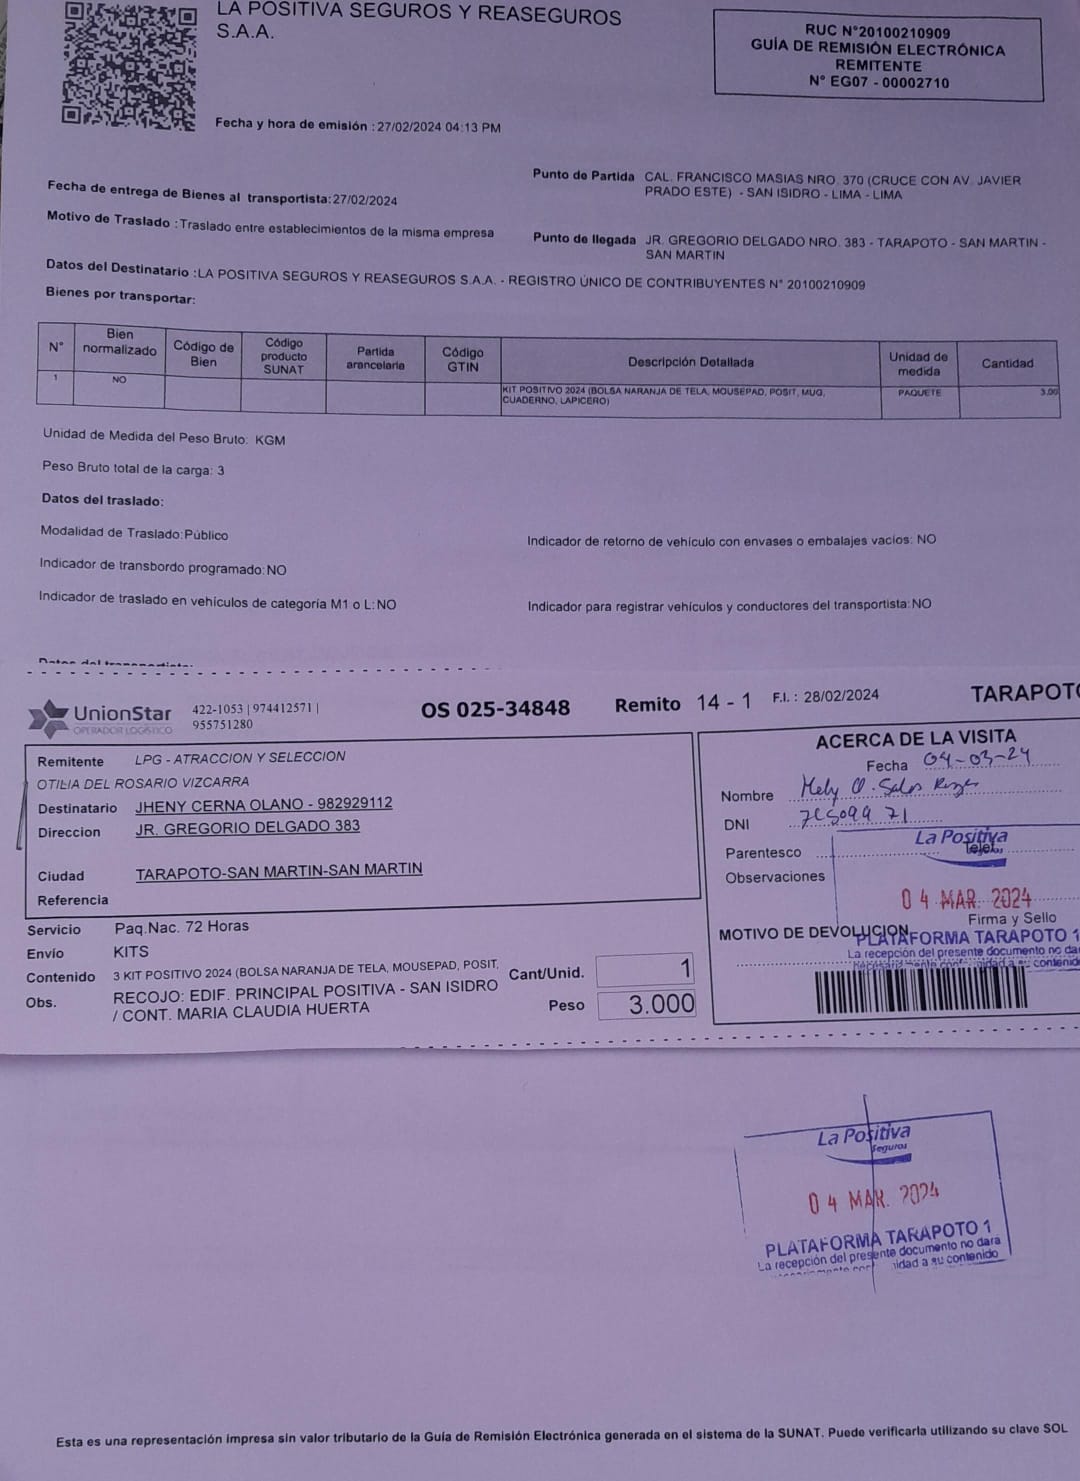 LA POSITIVA SEGUROS Y REASEGUROS
S.A.A.
RUC N°20100210909
GUÍA DE REMISIÓN ELECTRÓNICA
REMITENTE
N° EG07 - 00002710
Fecha y hora de emisión : 27/02/2024 04:13 PM
Fecha de entrega de Bienes al transportista: 27/02/2024
Punto de Partida CAL. FRANCISCO MASIAS NRO. 370 (CRUCE CON AV. JAVIER
PRADO ESTE) - SAN ISIDRO - LIMA - LIMA
Motivo de Traslado : Traslado entre establecimientos de la misma empresa
Punto de llegada JR. GREGORIO DELGADO NRO. 383 - TARAPOTO - SAN MARTIN -
SAN MARTIN
Datos del Destinatario : LA POSITIVA SEGUROS Y REASEGUROS S.A.A. - REGISTRO ÚNICO DE CONTRIBUYENTES N° 20100210909
Bienes por transportar:
N° Bien normalizado Código de Bien Código producto SUNAT Partida arancelaria Código GTIN Descripción Detallada Unidad de medida Cantidad
1 NO KIT POSITIVO 2024 (BOLSA NARANJA DE TELA, MOUSEPAD, POSIT, MUG, PAQUETE 3.00
CUADERNO, LAPICERO)
Unidad de Medida del Peso Bruto: KGM
Peso Bruto total de la carga: 3
Datos del traslado:
Modalidad de Traslado: Público
Indicador de retorno de vehículo con envases o embalajes vacíos: NO
Indicador de transbordo programado: NO
Indicador de traslado en vehículos de categoría M1 o L: NO
Indicador para registrar vehículos y conductores del transportista: NO
Datos del transportista:
UnionStar
OPERADOR LOGISTICO
422-1053 | 974412571 |
955751280
OS 025-34848
Remito 14 - 1
F.I. : 28/02/2024
TARAPOTO
Remitente LPG - ATRACCION Y SELECCION
OTILIA DEL ROSARIO VIZCARRA
Destinatario JHENY CERNA OLANO - 982929112
Direccion JR. GREGORIO DELGADO 383
Ciudad TARAPOTO-SAN MARTIN-SAN MARTIN
Referencia
Servicio Paq.Nac. 72 Horas
Envío KITS
Contenido 3 KIT POSITIVO 2024 (BOLSA NARANJA DE TELA, MOUSEPAD, POSIT,
Obs. RECOJO: EDIF. PRINCIPAL POSITIVA - SAN ISIDRO
/ CONT. MARIA CLAUDIA HUERTA
Cant/Unid. 1
Peso 3.000
ACERCA DE LA VISITA
Fecha 04-03-24
Nombre
DNI
Parentesco
La Positiva
Telef.
Observaciones
04 MAR. 2024
Firma y Sello
MOTIVO DE DEVOLUCION
PLATAFORMA TARAPOTO 1
La recepción del presente documento no da
La Positiva
Seguros
04 MAR. 2024
PLATAFORMA TARAPOTO 1
La recepción del presente documento no dara
a su contenido
Esta es una representación impresa sin valor tributario de la Guía de Remisión Electrónica generada en el sistema de la SUNAT. Puede verificarla utilizando su clave SOL